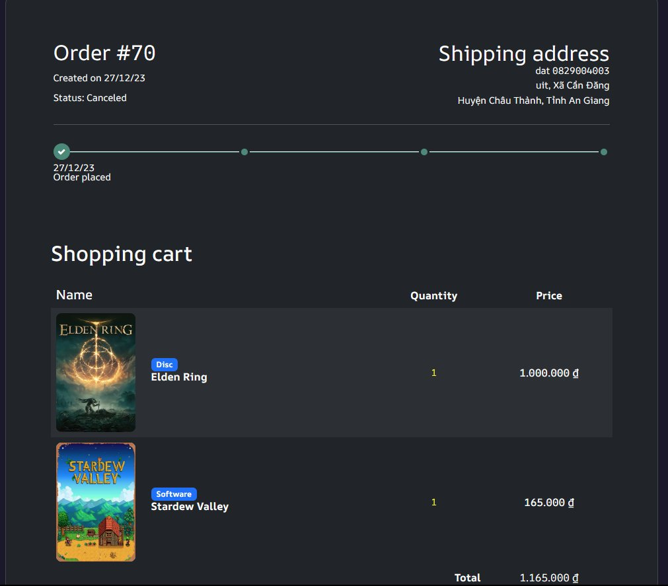 Order #70
Created on 27/12/23
Status: Canceled
Shipping address
dat 0829004003
uit, Xã Cần Đăng
Huyện Châu Thành, Tỉnh An Giang
27/12/23
Order placed
Shopping cart
Name Quantity Price
ELDEN RING
Disc
Elden Ring
1
1.000.000 ₫
STARDEW
VALLEY
Software
Stardew Valley
1
165.000 ₫
Total 1.165.000 ₫